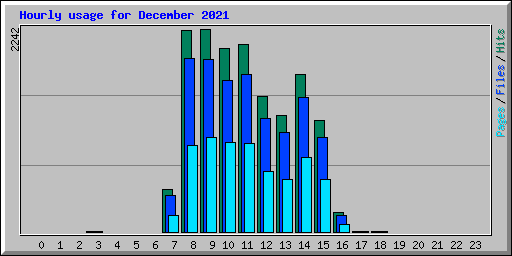 Hourly usage for December 2021
2242
Pages/Files/Hits
0 1 2 3 4 5 6 7 8 9 10 11 12 13 14 15 16 17 18 19 20 21 22 23